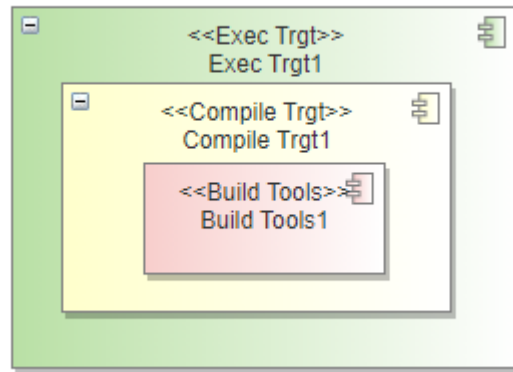 <<Exec Trgt>>
Exec Trgt1
<<Compile Trgt>>
Compile Trgt1
<<Build Tools>>
Build Tools1